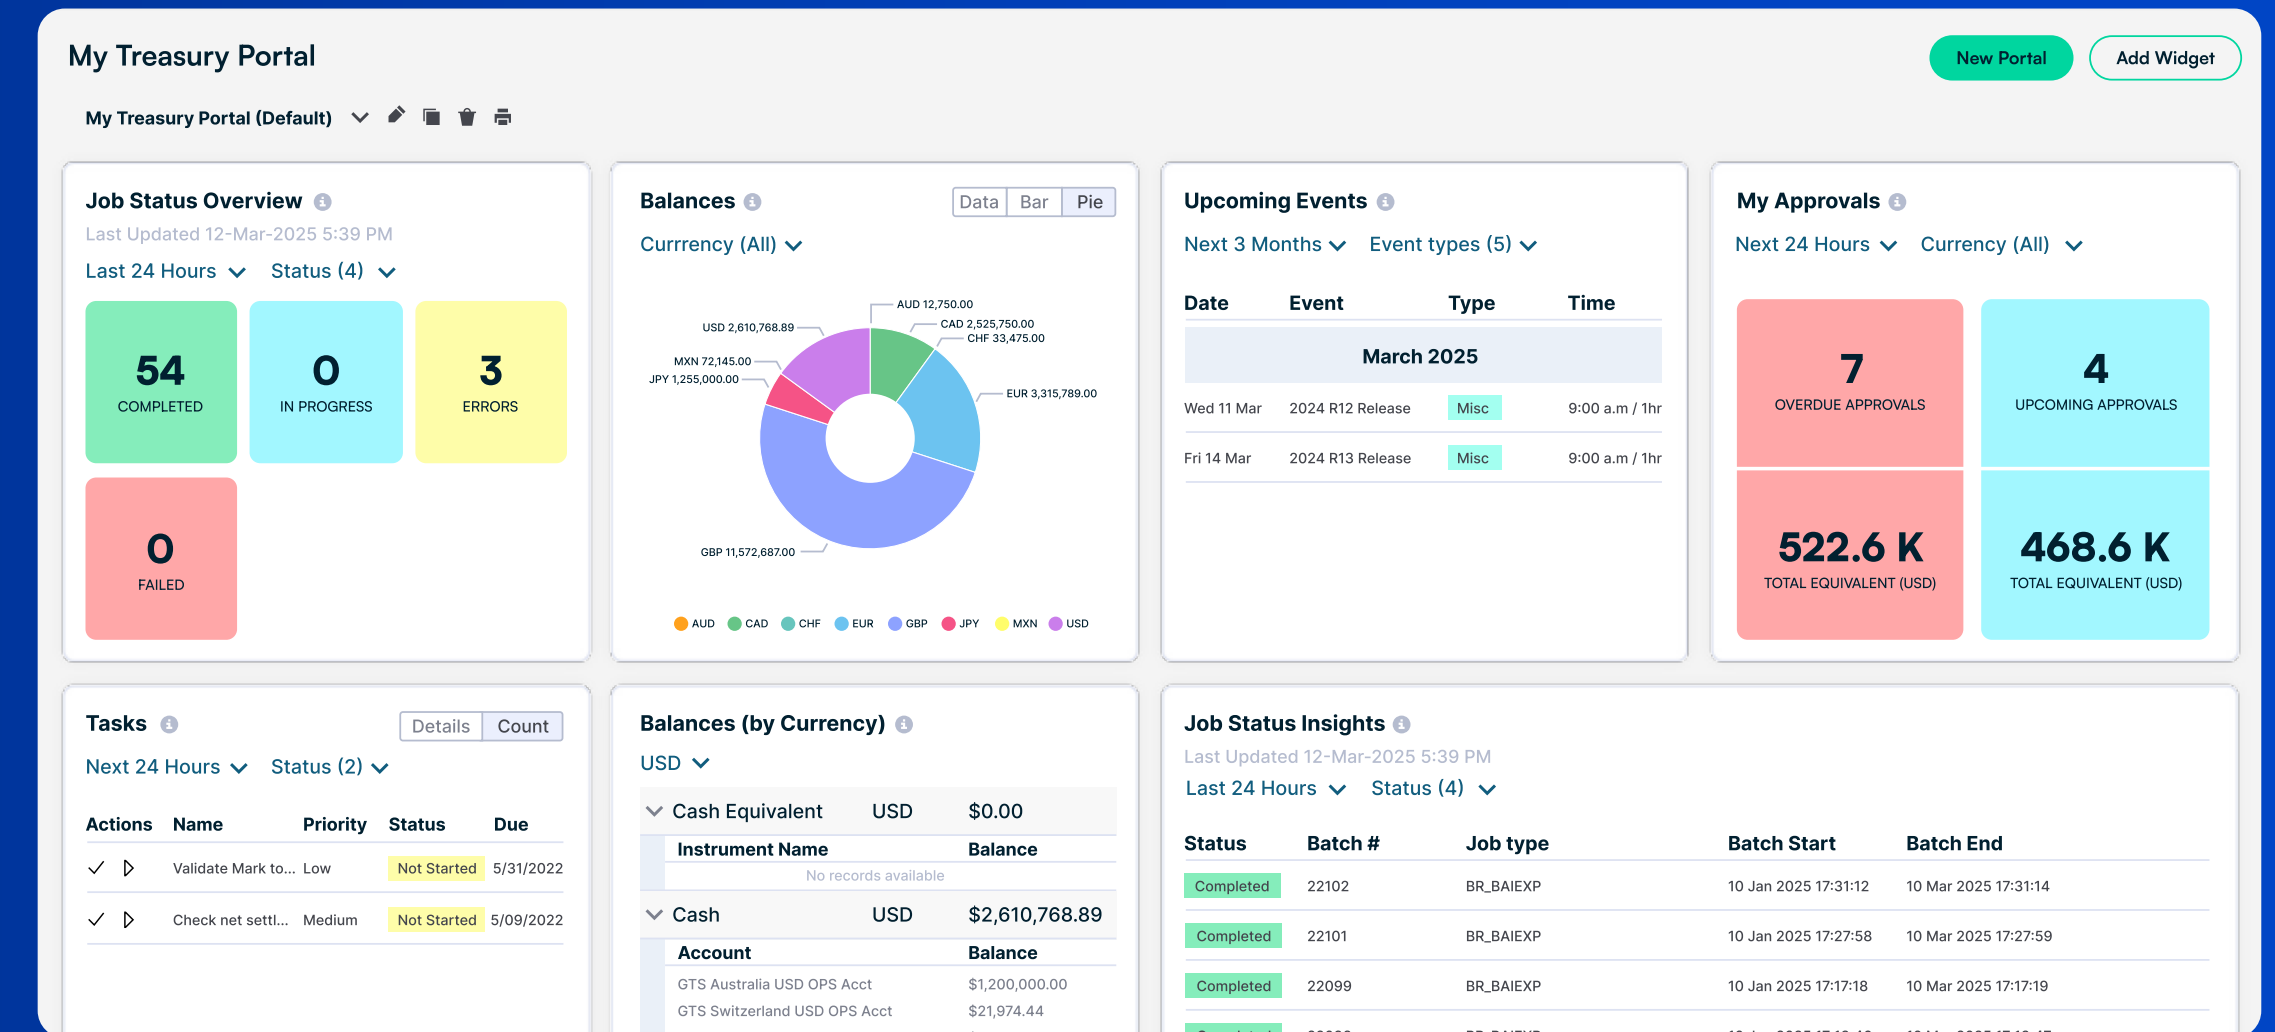 My Treasury Portal
New Portal
Add Widget
My Treasury Portal (Default)
Job Status Overview
Last Updated 12-Mar-2025 5:39 PM
Last 24 Hours Status (4)
54
COMPLETED
0
IN PROGRESS
3
ERRORS
0
FAILED
Balances
Data Bar Pie
Currrency (All)
AUD 12,750.00
CAD 2,525,750.00
CHF 33,475.00
EUR 3,315,789.00
USD 2,610,768.89
MXN 72,145.00
JPY 1,255,000.00
GBP 11,572,687.00
AUD CAD CHF EUR GBP JPY MXN USD
Upcoming Events
Next 3 Months Event types (5)
Date Event Type Time
March 2025
Wed 11 Mar 2024 R12 Release Misc 9:00 a.m / 1hr
Fri 14 Mar 2024 R13 Release Misc 9:00 a.m / 1hr
My Approvals
Next 24 Hours Currency (All)
7
OVERDUE APPROVALS
4
UPCOMING APPROVALS
522.6 K
TOTAL EQUIVALENT (USD)
468.6 K
TOTAL EQUIVALENT (USD)
Tasks
Details Count
Next 24 Hours Status (2)
Actions Name Priority Status Due
Validate Mark to... Low Not Started 5/31/2022
Check net settl... Medium Not Started 5/09/2022
Balances (by Currency)
USD
Cash Equivalent USD $0.00
Instrument Name Balance
No records available
Cash USD $2,610,768.89
Account Balance
GTS Australia USD OPS Acct $1,200,000.00
GTS Switzerland USD OPS Acct $21,974.44
Job Status Insights
Last Updated 12-Mar-2025 5:39 PM
Last 24 Hours Status (4)
Status Batch # Job type Batch Start Batch End
Completed 22102 BR_BAIEXP 10 Jan 2025 17:31:12 10 Mar 2025 17:31:14
Completed 22101 BR_BAIEXP 10 Jan 2025 17:27:58 10 Mar 2025 17:27:59
Completed 22099 BR_BAIEXP 10 Jan 2025 17:17:18 10 Mar 2025 17:17:19